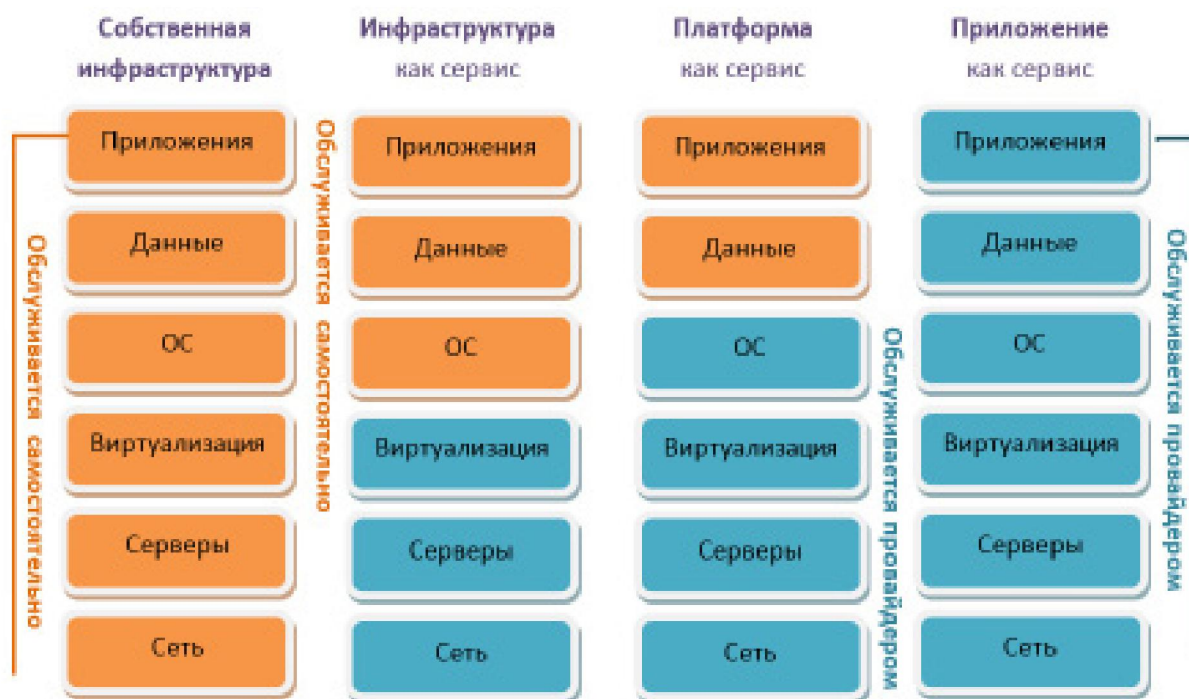 Собственная
инфраструктура
Инфраструктура
как сервис
Платформа
как сервис
Приложение
как сервис
Обслуживается самостоятельно
Приложения
Данные
ОС
Виртуализация
Серверы
Сеть
Обслуживается самостоятельно
Приложения
Данные
ОС
Виртуализация
Серверы
Сеть
Приложения
Данные
ОС
Виртуализация
Серверы
Сеть
Обслуживается провайдером
Приложения
Данные
ОС
Виртуализация
Серверы
Сеть
Обслуживается провайдером